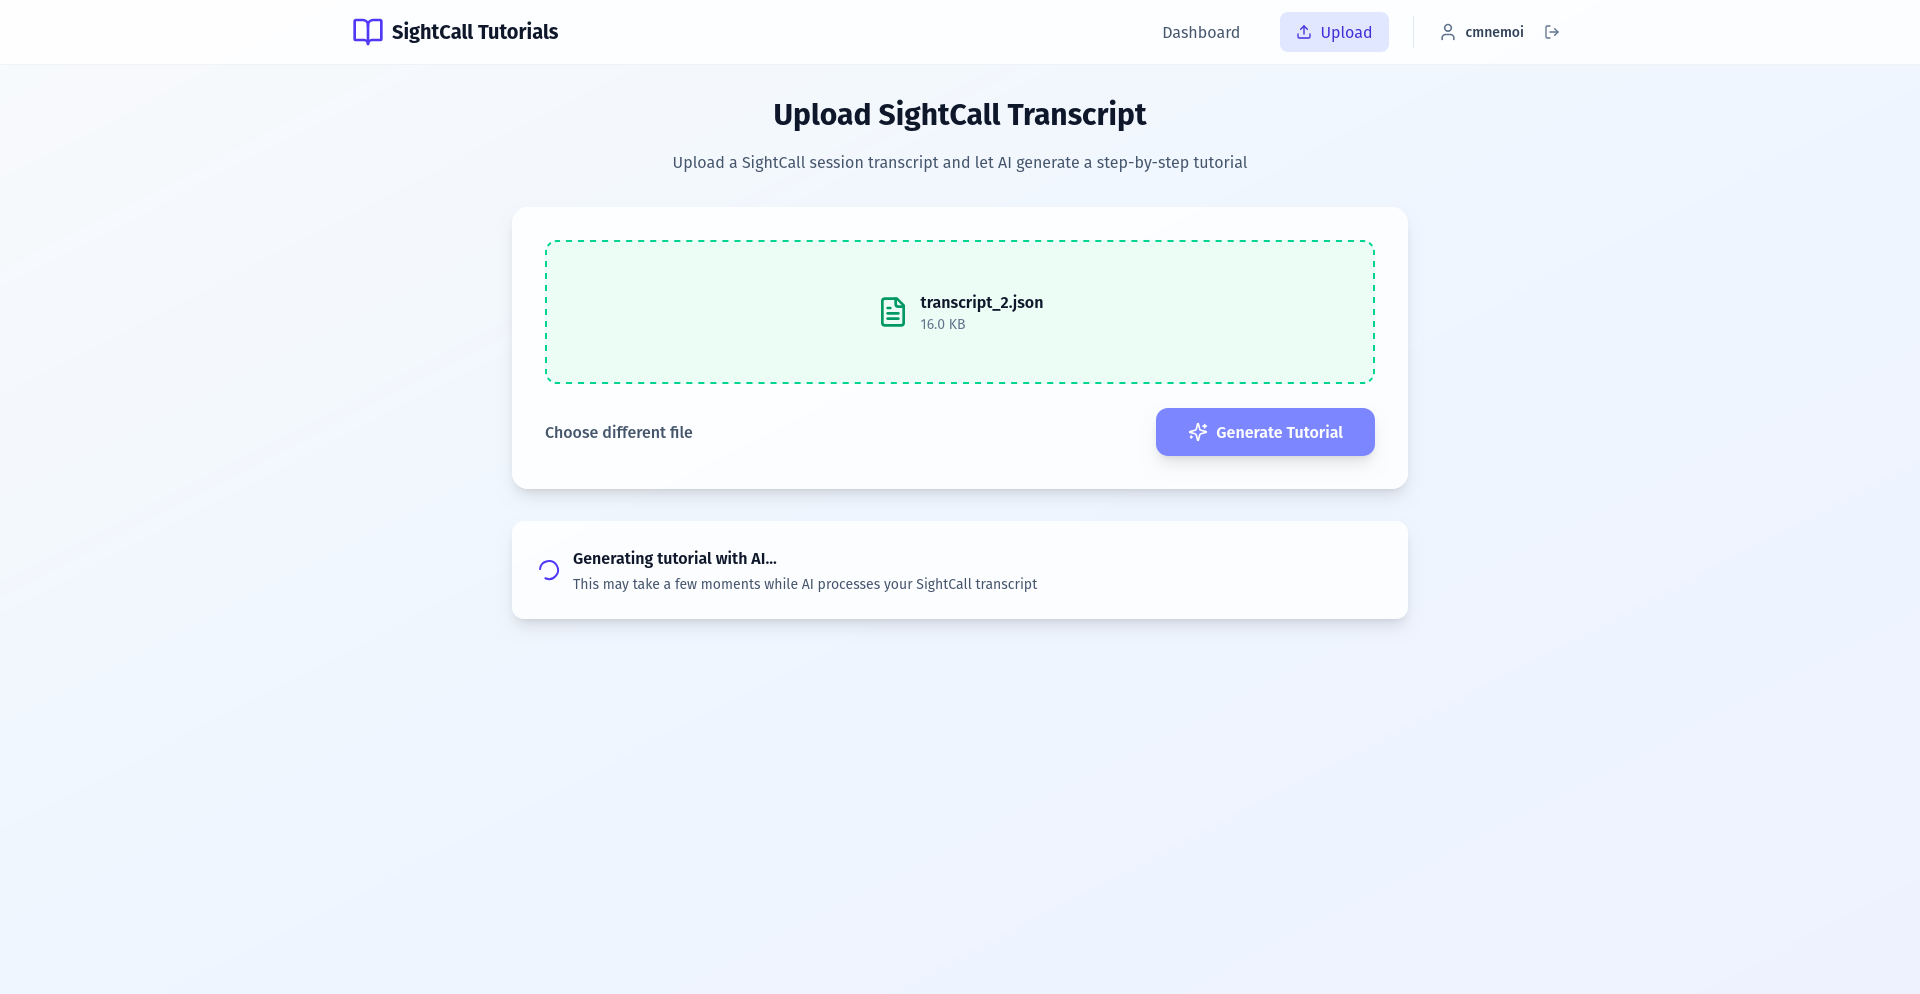 SightCall Tutorials
Dashboard
Upload
cmnemoi
Upload SightCall Transcript
Upload a SightCall session transcript and let AI generate a step-by-step tutorial
transcript_2.json
16.0 KB
Choose different file
Generate Tutorial
Generating tutorial with AI...
This may take a few moments while AI processes your SightCall transcript